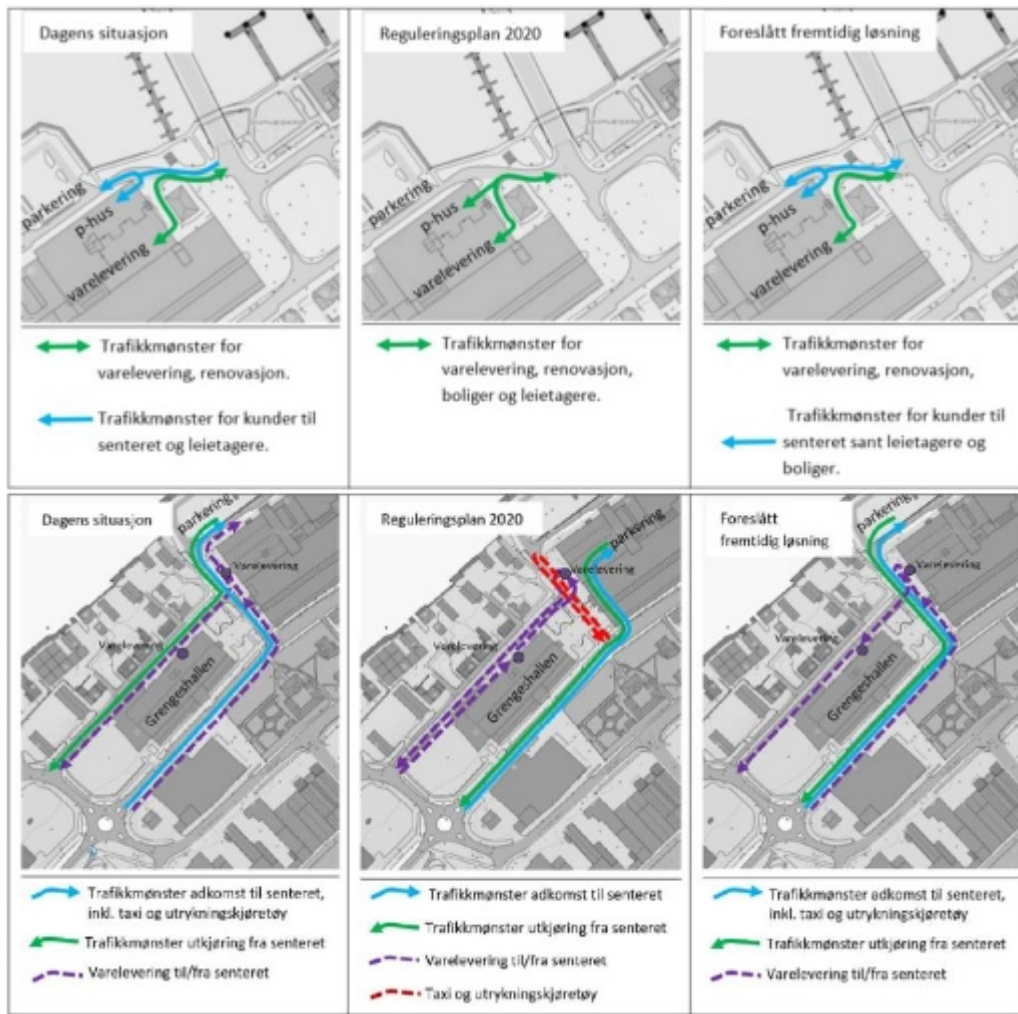 Dagens situasjon
parkering
p-hus
varelevering
Trafikkmønster for
varelevering, renovasjon.
Trafikkmønster for kunder til
senteret og leietagere.
Reguleringsplan 2020
parkering
p-hus
varelevering
Trafikkmønster for
varelevering, renovasjon,
boliger og leietagere.
Foreslått fremtidig løsning
parkering
p-hus
varelevering
Trafikkmønster for
varelevering, renovasjon,
Trafikkmønster for kunder til
senteret sant leietagere og
boliger.
Dagens situasjon
parkering
Varelevering
Varelevering
Grengeshallen
Trafikkmønster adkomst til senteret,
inkl. taxi og utrykningskjøretøy
Trafikkmønster utkjøring fra senteret
Varelevering til/fra senteret
Reguleringsplan 2020
parkering
Varelevering
Varelevering
Grengeshallen
Trafikkmønster adkomst til senteret
Trafikkmønster utkjøring fra senteret
Varelevering til/fra senteret
Taxi og utrykningskjøretøy
Foreslått
fremtidig løsning
parkering
Varelevering
Varelevering
Grengeshallen
Trafikkmønster adkomst til senteret,
inkl. taxi og utrykningskjøretøy
Trafikkmønster utkjøring fra senteret
Varelevering til/fra senteret